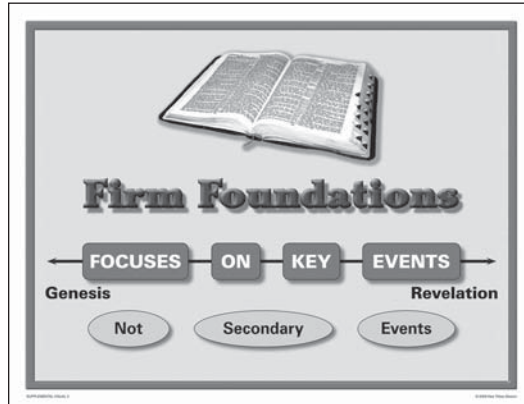 Firm Foundations
FOCUSES ON KEY EVENTS
Genesis Revelation
Not Secondary Events